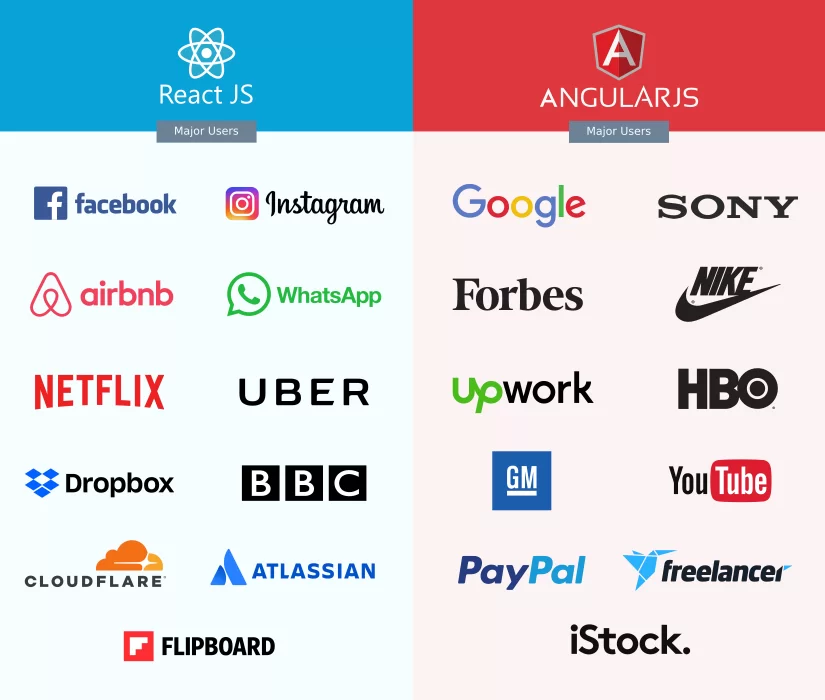 React JS
ANGULARJS
Major Users
Major Users
facebook
Instagram
Google
SONY
airbnb
WhatsApp
Forbes
NIKE
NETFLIX
UBER
upwork
HBO
Dropbox
BBC
GM
YouTube
CLOUDFLARE
ATLASSIAN
PayPal
freelancer
FLIPBOARD
iStock.